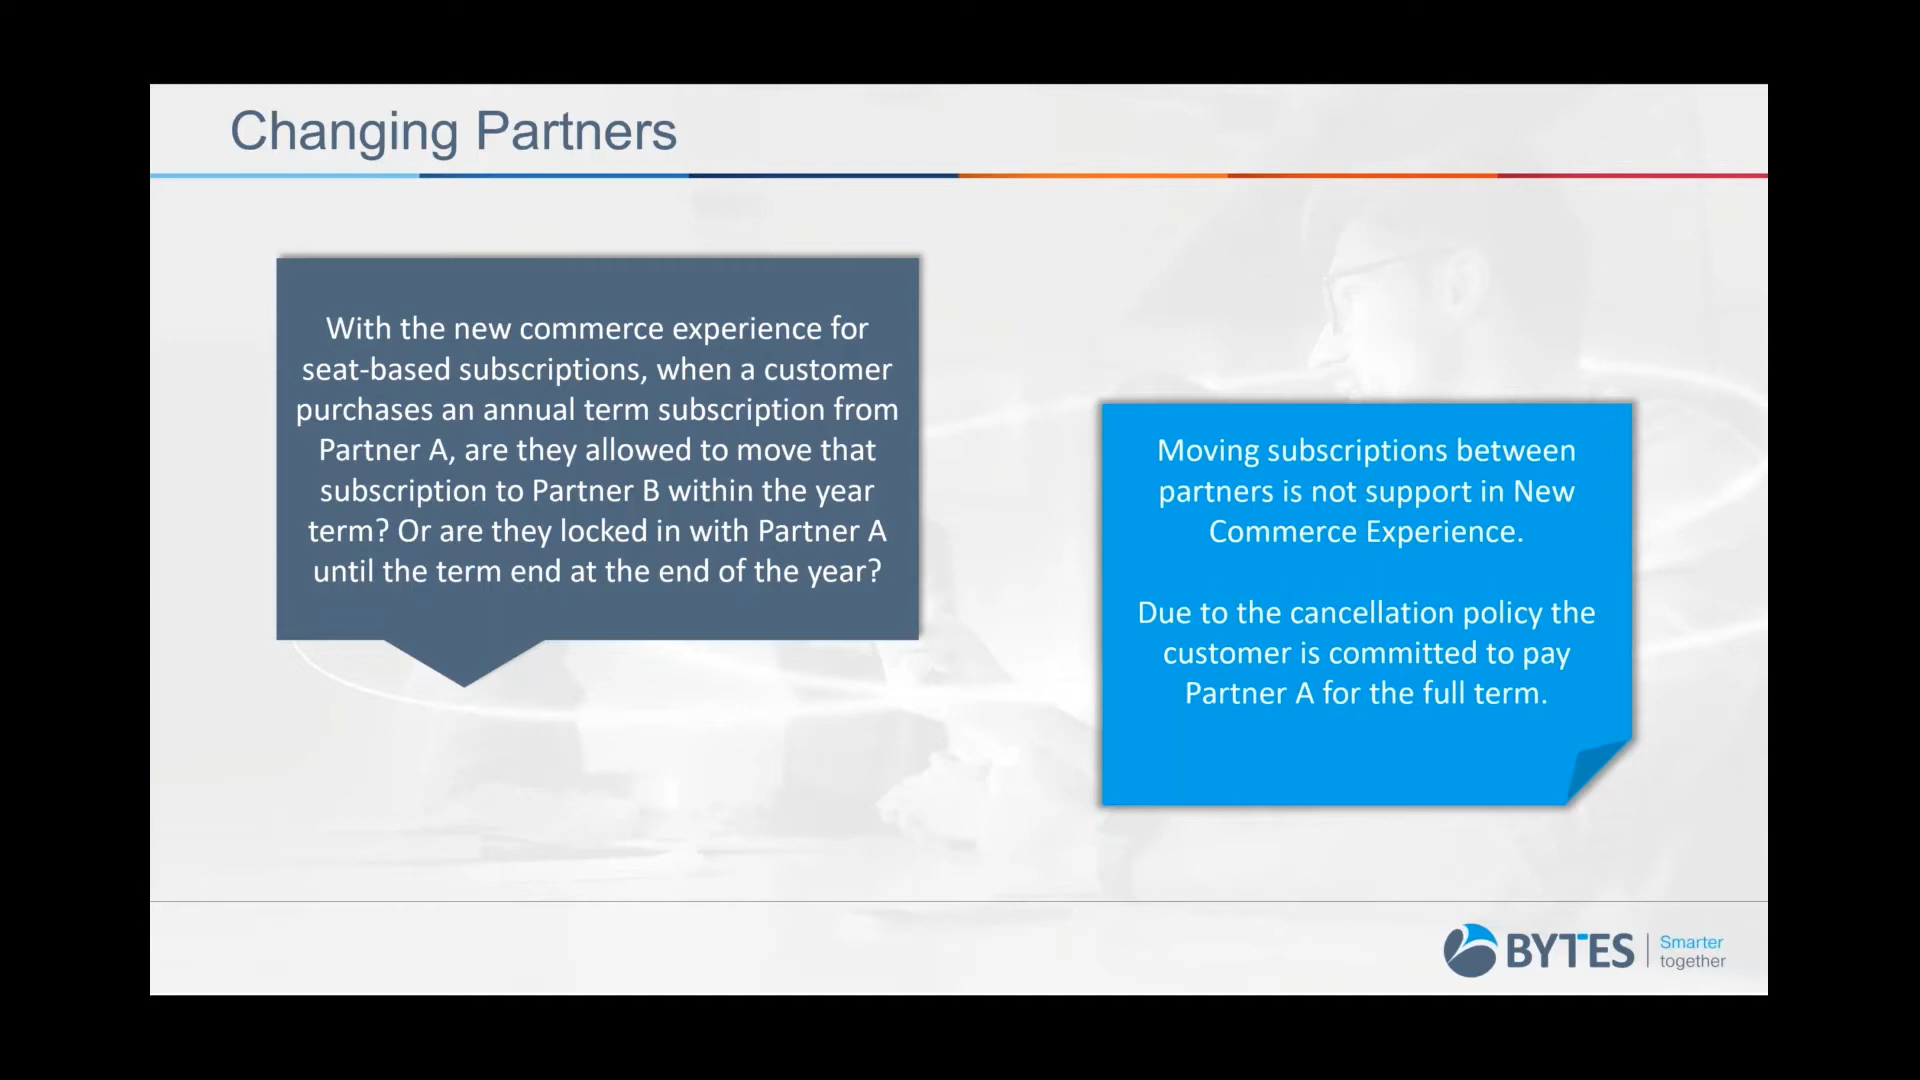 Changing Partners
With the new commerce experience for
seat-based subscriptions, when a customer
purchases an annual term subscription from
Partner A, are they allowed to move that
subscription to Partner B within the year
term? Or are they locked in with Partner A
until the term end at the end of the year?
Moving subscriptions between
partners is not support in New
Commerce Experience.
Due to the cancellation policy the
customer is committed to pay
Partner A for the full term.
BYTES
Smarter
together